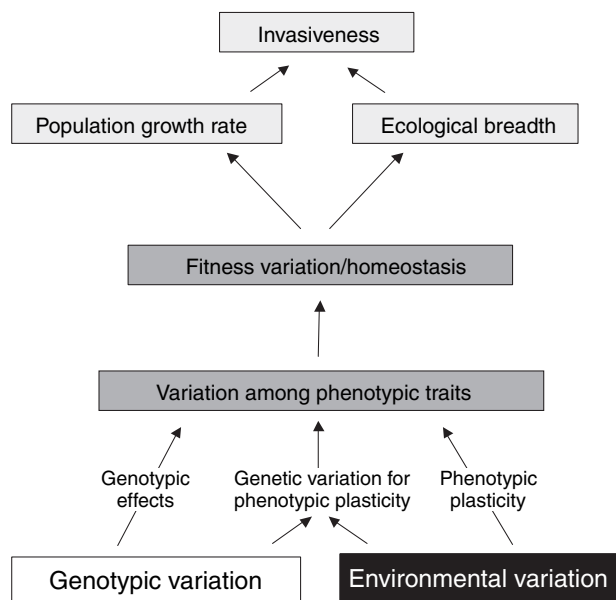 Invasiveness
Population growth rate
Ecological breadth
Fitness variation/homeostasis
Variation among phenotypic traits
Genotypic
effects
Genetic variation for
phenotypic plasticity
Phenotypic
plasticity
Genotypic variation
Environmental variation